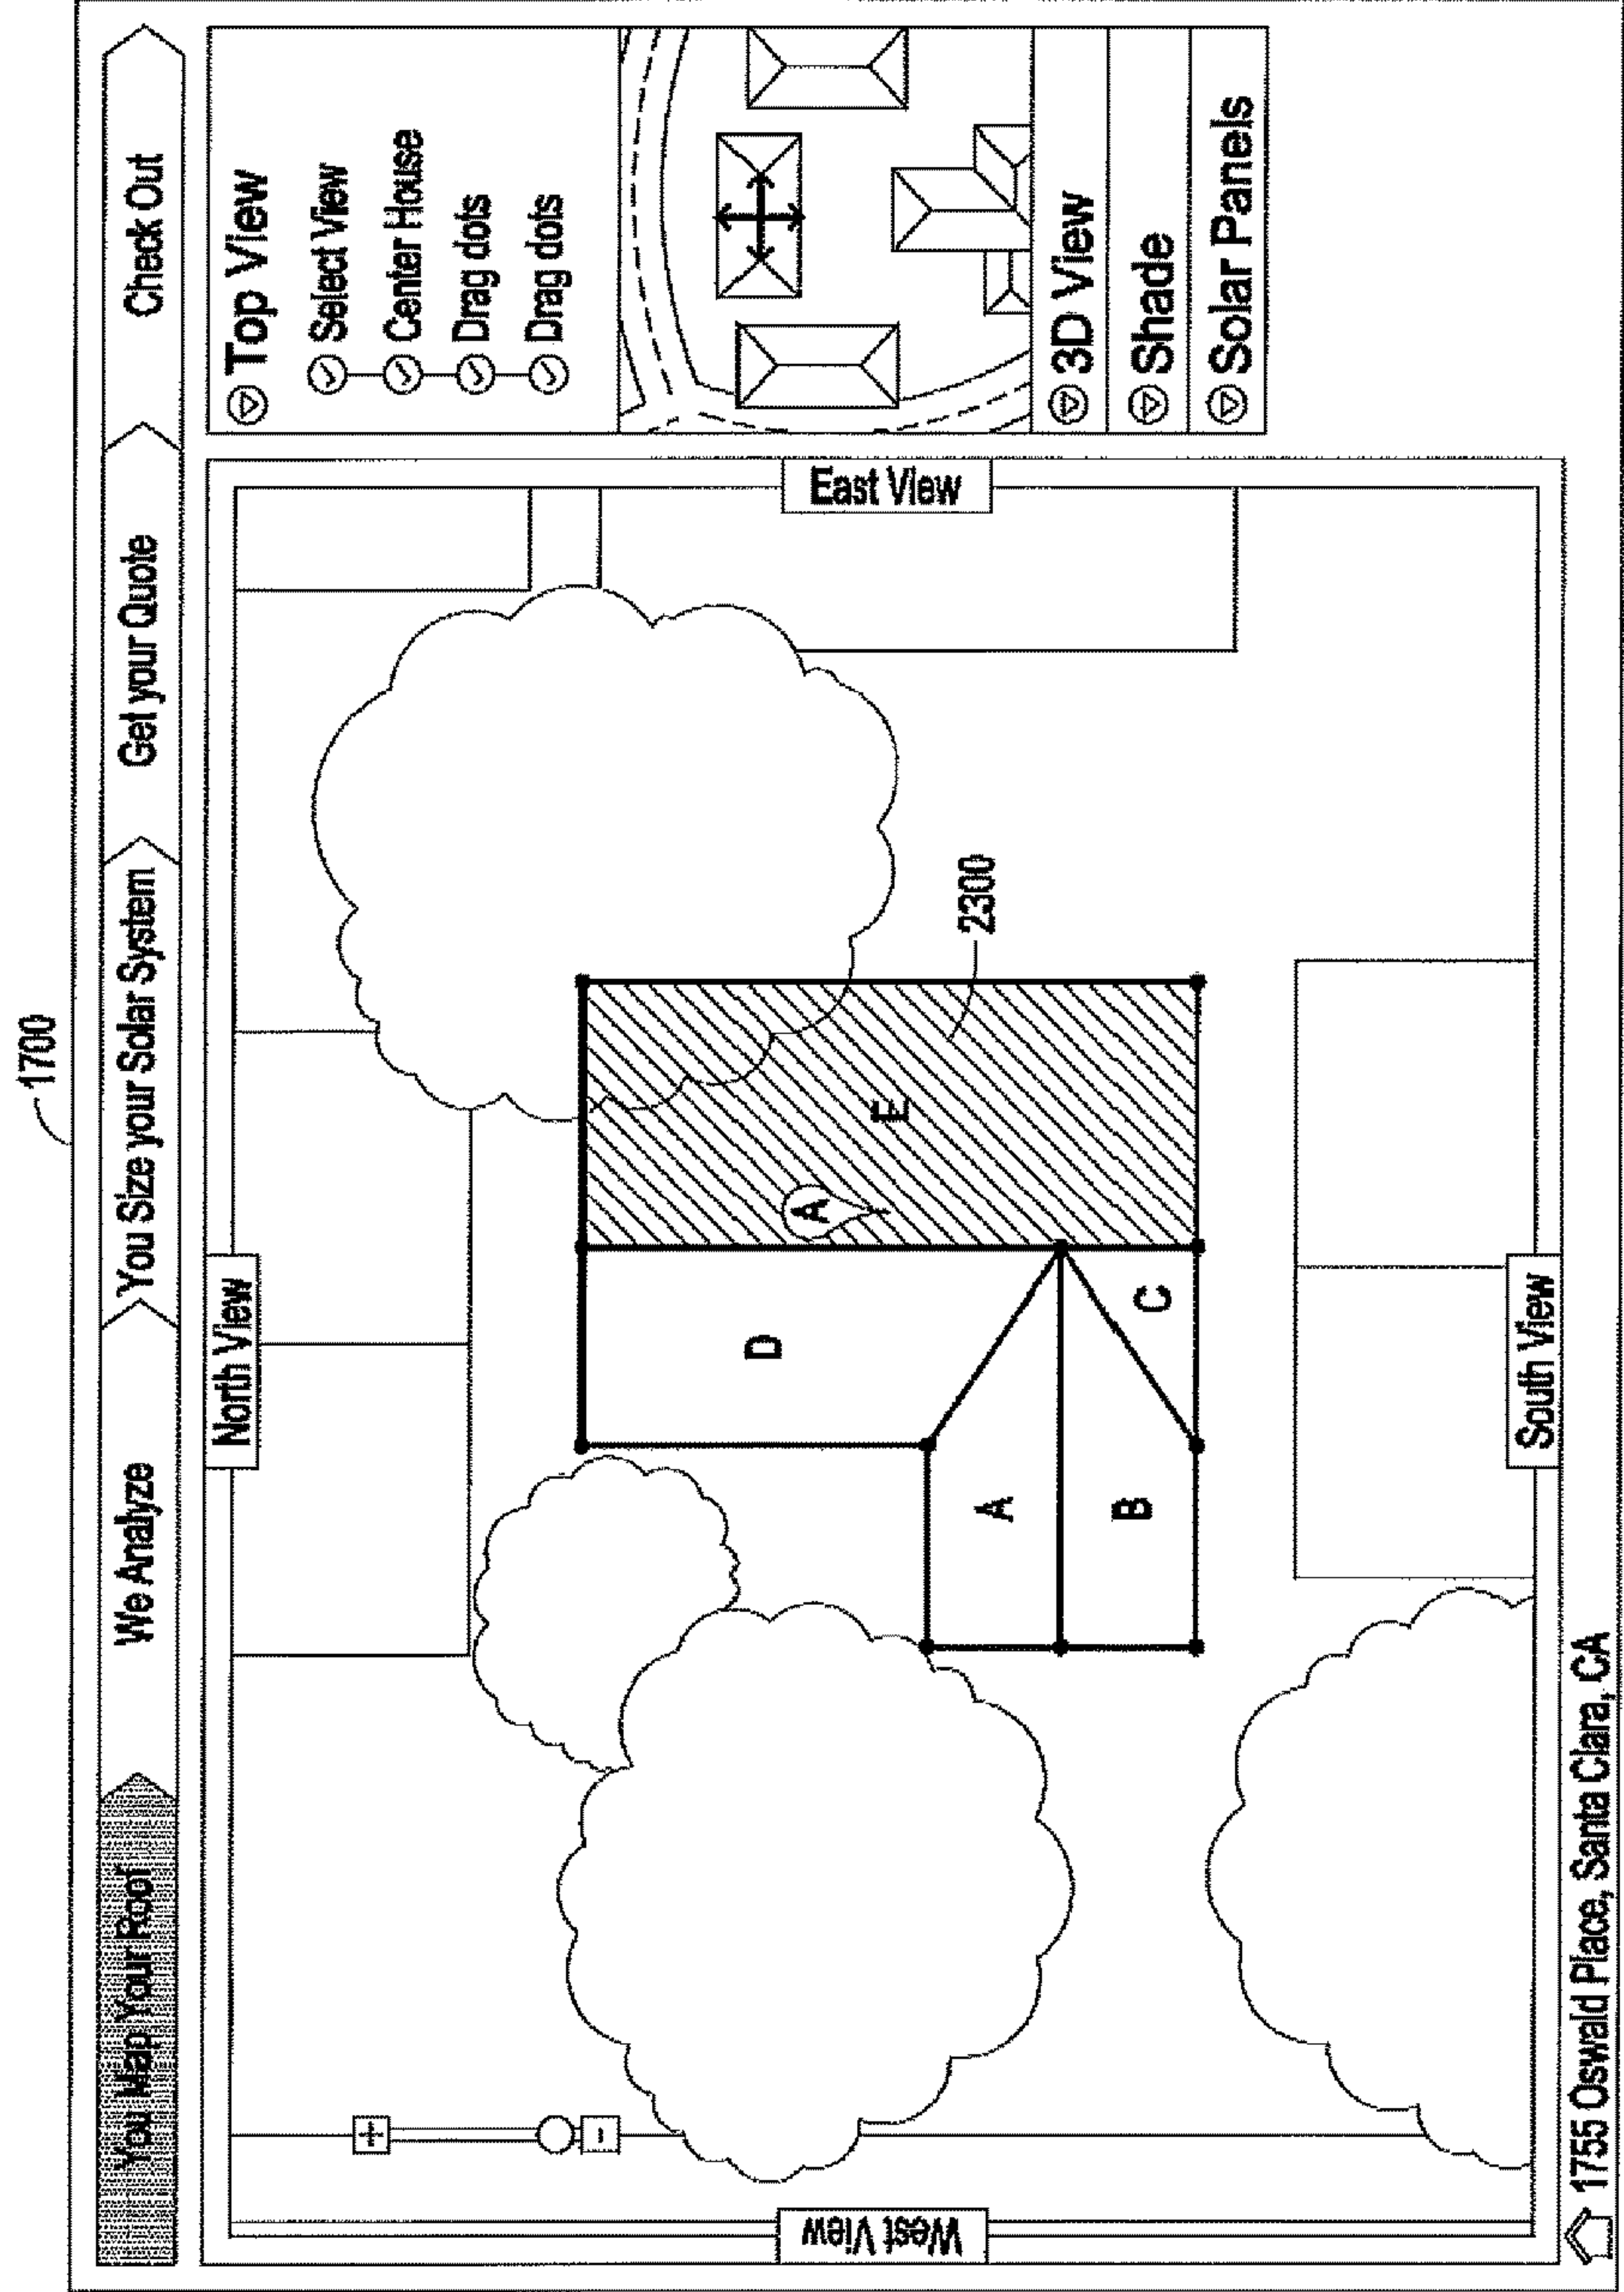 1700
You Map Your Roof
We Analyze
You Size your Solar System
Get your Quote
Check Out
North View
West View
East View
South View
A
D
E
A
B
C
2300
+
-
Top View
Select View
Center House
Drag dots
Drag dots
3D View
Shade
Solar Panels
1755 Oswald Place, Santa Clara, CA